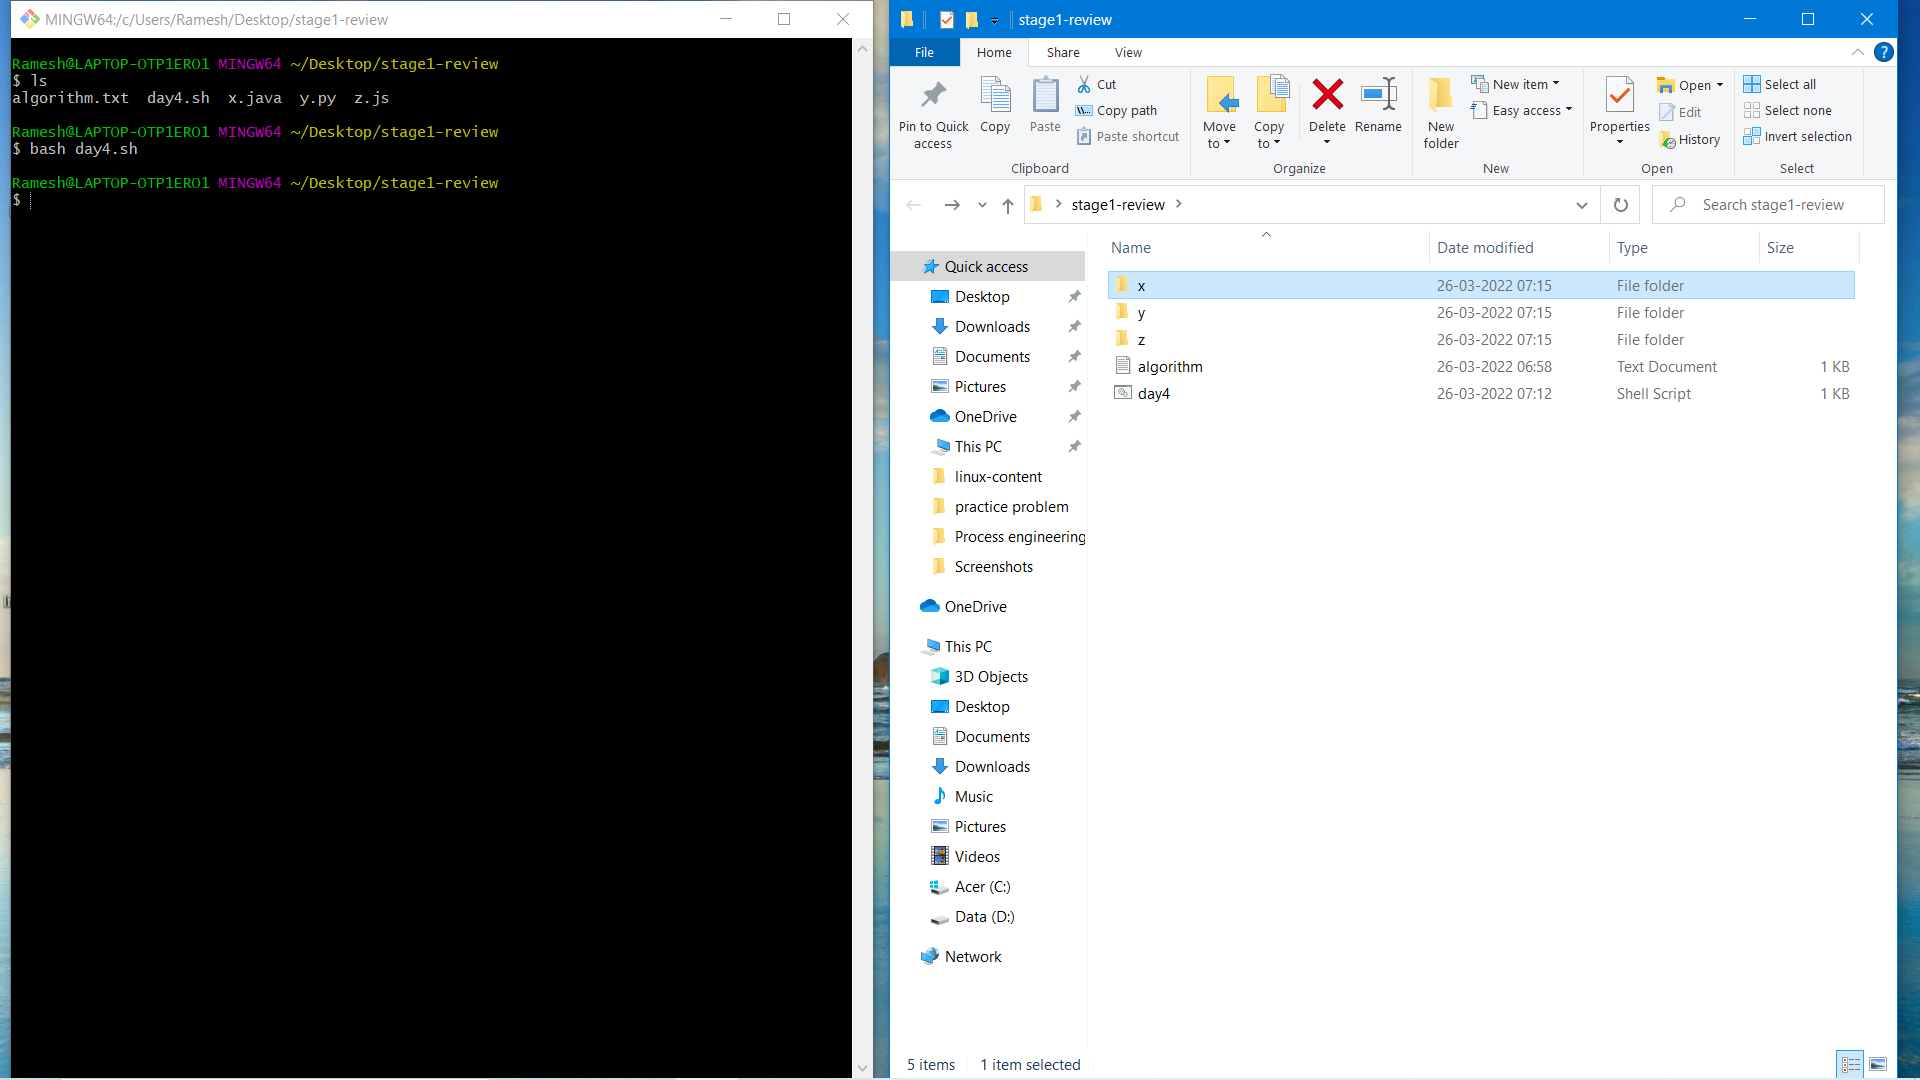 MINGW64:/c/Users/Ramesh/Desktop/stage1-review
Ramesh@LAPTOP-OTP1ERO1 MINGW64 ~/Desktop/stage1-review
$ ls
algorithm.txt  day4.sh  x.java  y.py  z.js
Ramesh@LAPTOP-OTP1ERO1 MINGW64 ~/Desktop/stage1-review
$ bash day4.sh
Ramesh@LAPTOP-OTP1ERO1 MINGW64 ~/Desktop/stage1-review
$
stage1-review
File Home Share View
Pin to Quick access
Copy
Paste
Cut
Copy path
Paste shortcut
Clipboard
Move to
Copy to
Delete
Rename
Organize
New folder
New item
Easy access
New
Properties
Open
Edit
History
Open
Select all
Select none
Invert selection
Select
stage1-review
Search stage1-review
Quick access
Desktop
Downloads
Documents
Pictures
OneDrive
This PC
linux-content
practice problem
Process engineering
Screenshots
OneDrive
This PC
3D Objects
Desktop
Documents
Downloads
Music
Pictures
Videos
Acer (C:)
Data (D:)
Network
Name Date modified Type Size
x 26-03-2022 07:15 File folder
y 26-03-2022 07:15 File folder
z 26-03-2022 07:15 File folder
algorithm 26-03-2022 06:58 Text Document 1 KB
day4 26-03-2022 07:12 Shell Script 1 KB
5 items 1 item selected